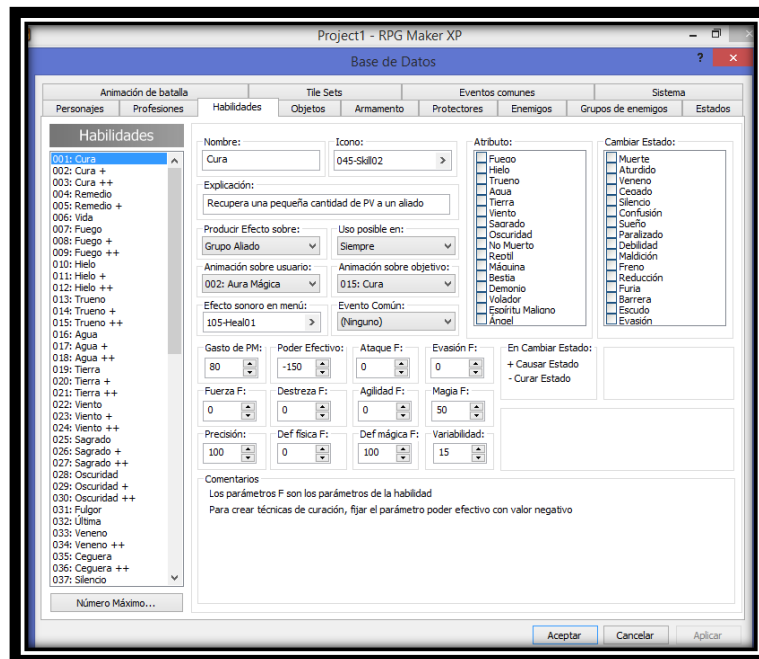 Project1 - RPG Maker XP
Base de Datos
Animación de batalla Tile Sets Eventos comunes Sistema
Personajes Profesiones Habilidades Objetos Armamento Protectores Enemigos Grupos de enemigos Estados
Habilidades
001: Cura
002: Cura +
003: Cura ++
004: Remedio
005: Remedio +
006: Vida
007: Fuego
008: Fuego +
009: Fuego ++
010: Hielo
011: Hielo +
012: Hielo ++
013: Trueno
014: Trueno +
015: Trueno ++
016: Agua
017: Agua +
018: Agua ++
019: Tierra
020: Tierra +
021: Tierra ++
022: Viento
023: Viento +
024: Viento ++
025: Sagrado
026: Sagrado +
027: Sagrado ++
028: Oscuridad
029: Oscuridad +
030: Oscuridad ++
031: Fulgor
032: Última
033: Veneno
034: Veneno ++
035: Ceguera
036: Ceguera ++
037: Silencio
Número Máximo...
Nombre: Icono:
Cura 045-Skill02
Explicación:
Recupera una pequeña cantidad de PV a un aliado
Producir Efecto sobre: Uso posible en:
Grupo Aliado Siempre
Animación sobre usuario: Animación sobre objetivo:
002: Aura Mágica 015: Cura
Efecto sonoro en menú: Evento Común:
105-Heal01 (Ninguno)
Atributo:
Fuego
Hielo
Trueno
Agua
Tierra
Viento
Sagrado
Oscuridad
No Muerto
Reptil
Máquina
Bestia
Demonio
Volador
Espíritu Maligno
Ángel
Cambiar Estado:
Muerte
Aturdido
Veneno
Cegado
Silencio
Confusión
Sueño
Paralizado
Debilidad
Maldición
Freno
Reducción
Furia
Barrera
Escudo
Evasión
Gasto de PM: Poder Efectivo: Ataque F: Evasión F:
80 -150 0 0
En Cambiar Estado:
+ Causar Estado
- Curar Estado
Fuerza F: Destreza F: Agilidad F: Magia F:
0 0 0 50
Precisión: Def física F: Def mágica F: Variabilidad:
100 0 100 15
Comentarios
Los parámetros F son los parámetros de la habilidad
Para crear técnicas de curación, fijar el parámetro poder efectivo con valor negativo
Aceptar Cancelar Aplicar